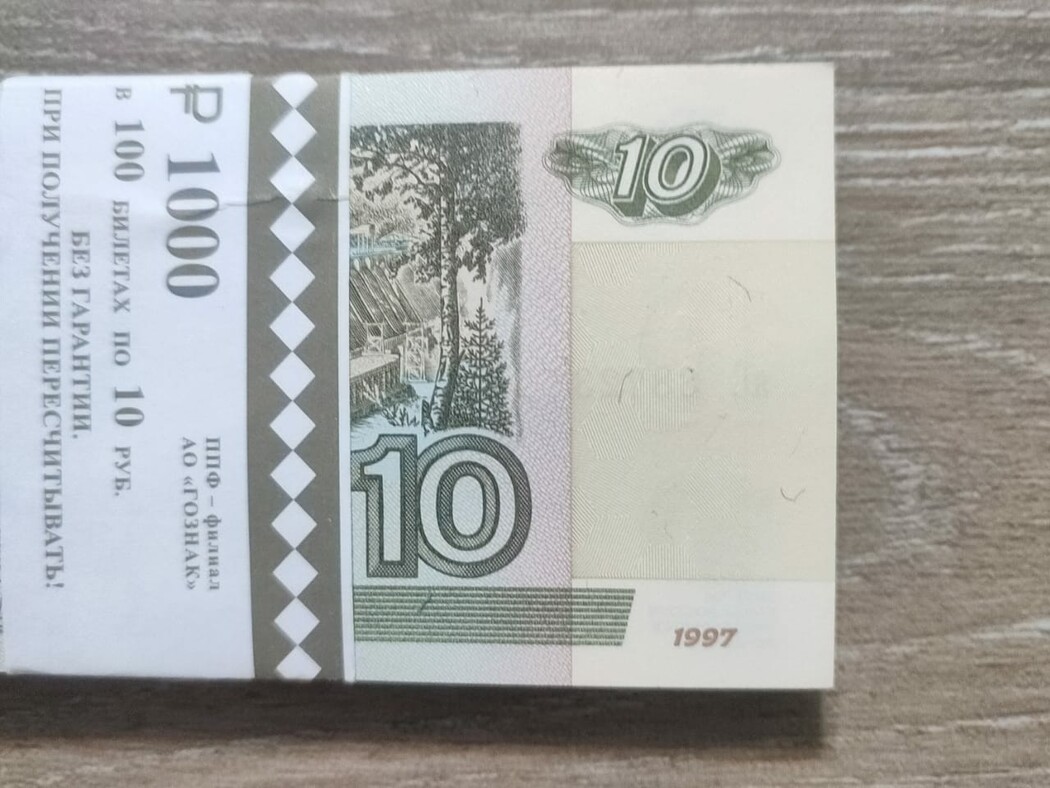 ₽ 1000
В 100 БИЛЕТАХ ПО 10 РУБ.
БЕЗ ГАРАНТИИ.
ПРИ ПОЛУЧЕНИИ ПЕРЕСЧИТЫВАТЬ!
ППФ – филиал
АО «ГОЗНАК»
10
10
1997